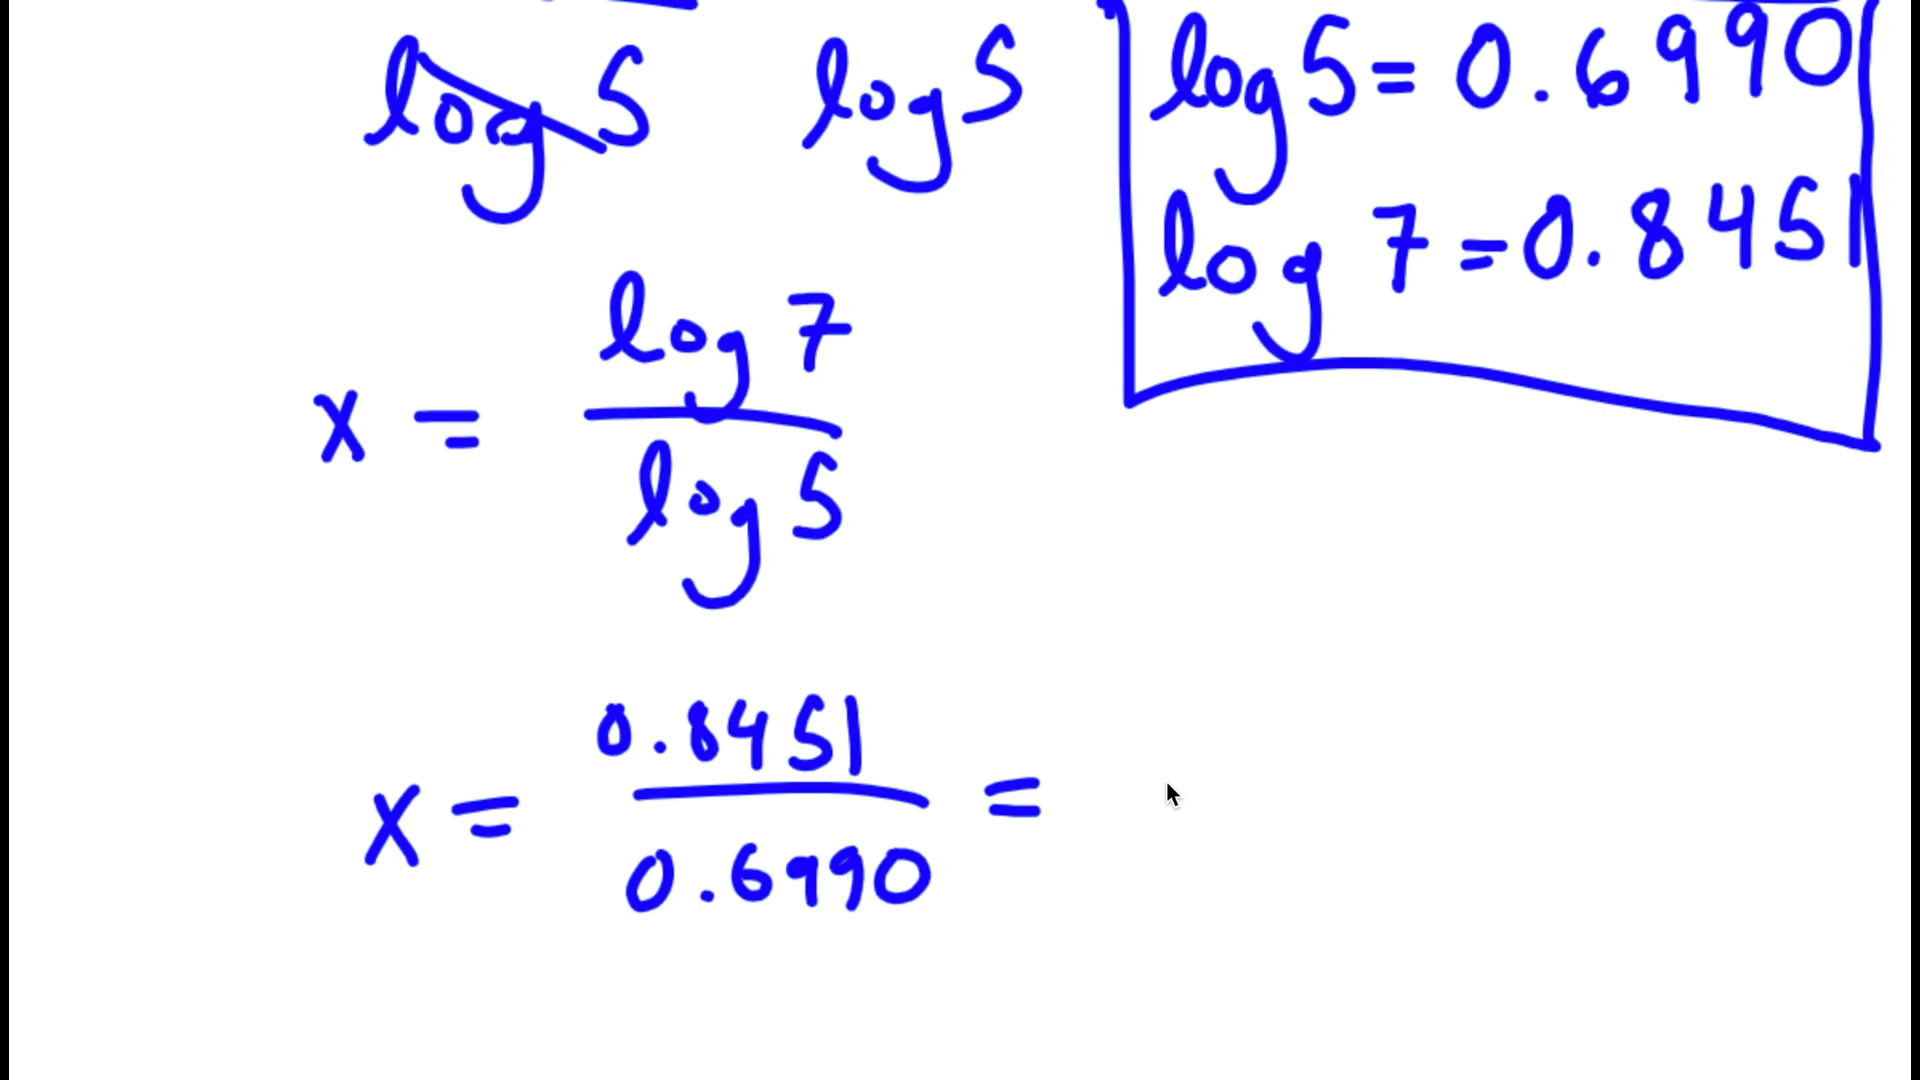 log 5 log 5
log 5 = 0.6990
log 7 = 0.8451
x = log 7 / log 5
x = 0.8451 / 0.6990 =